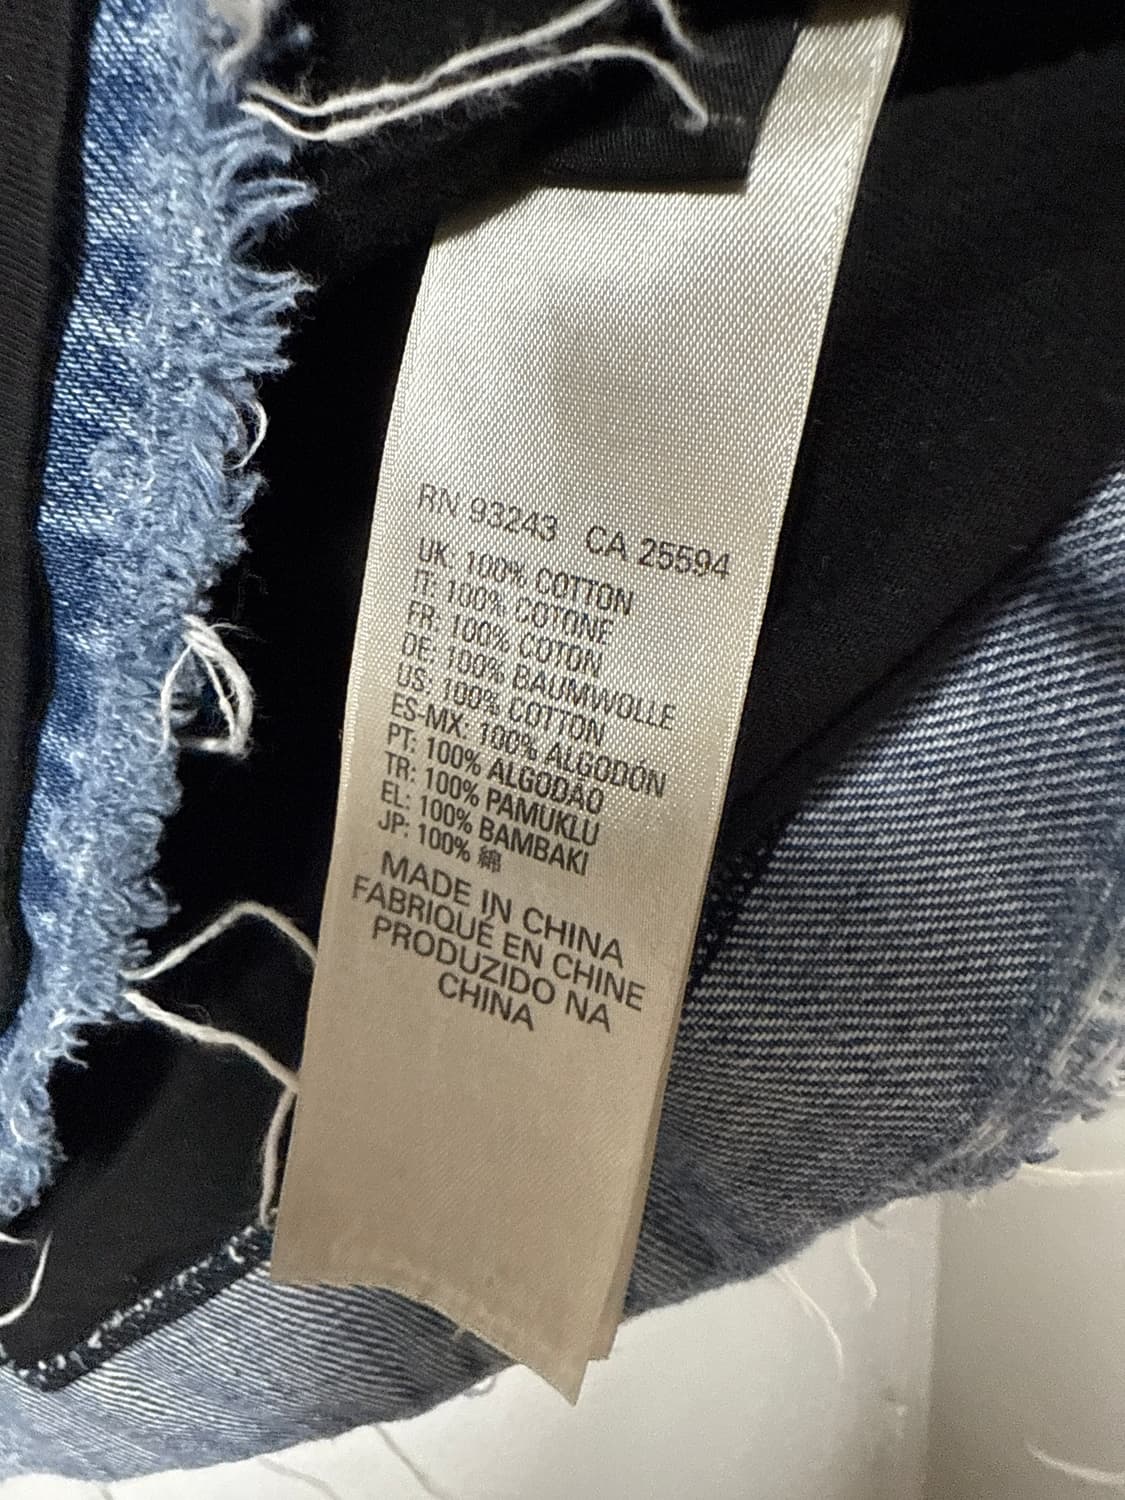 RN 93243 CA 25594
UK: 100% COTTON
IT: 100% COTONE
FR: 100% COTON
DE: 100% BAUMWOLLE
US: 100% COTTON
ES-MX: 100% ALGODÓN
PT: 100% ALGODÃO
TR: 100% PAMUKLU
EL: 100% BAMBAKI
JP: 100% 綿
MADE IN CHINA
FABRIQUÉ EN CHINE
PRODUZIDO NA
CHINA